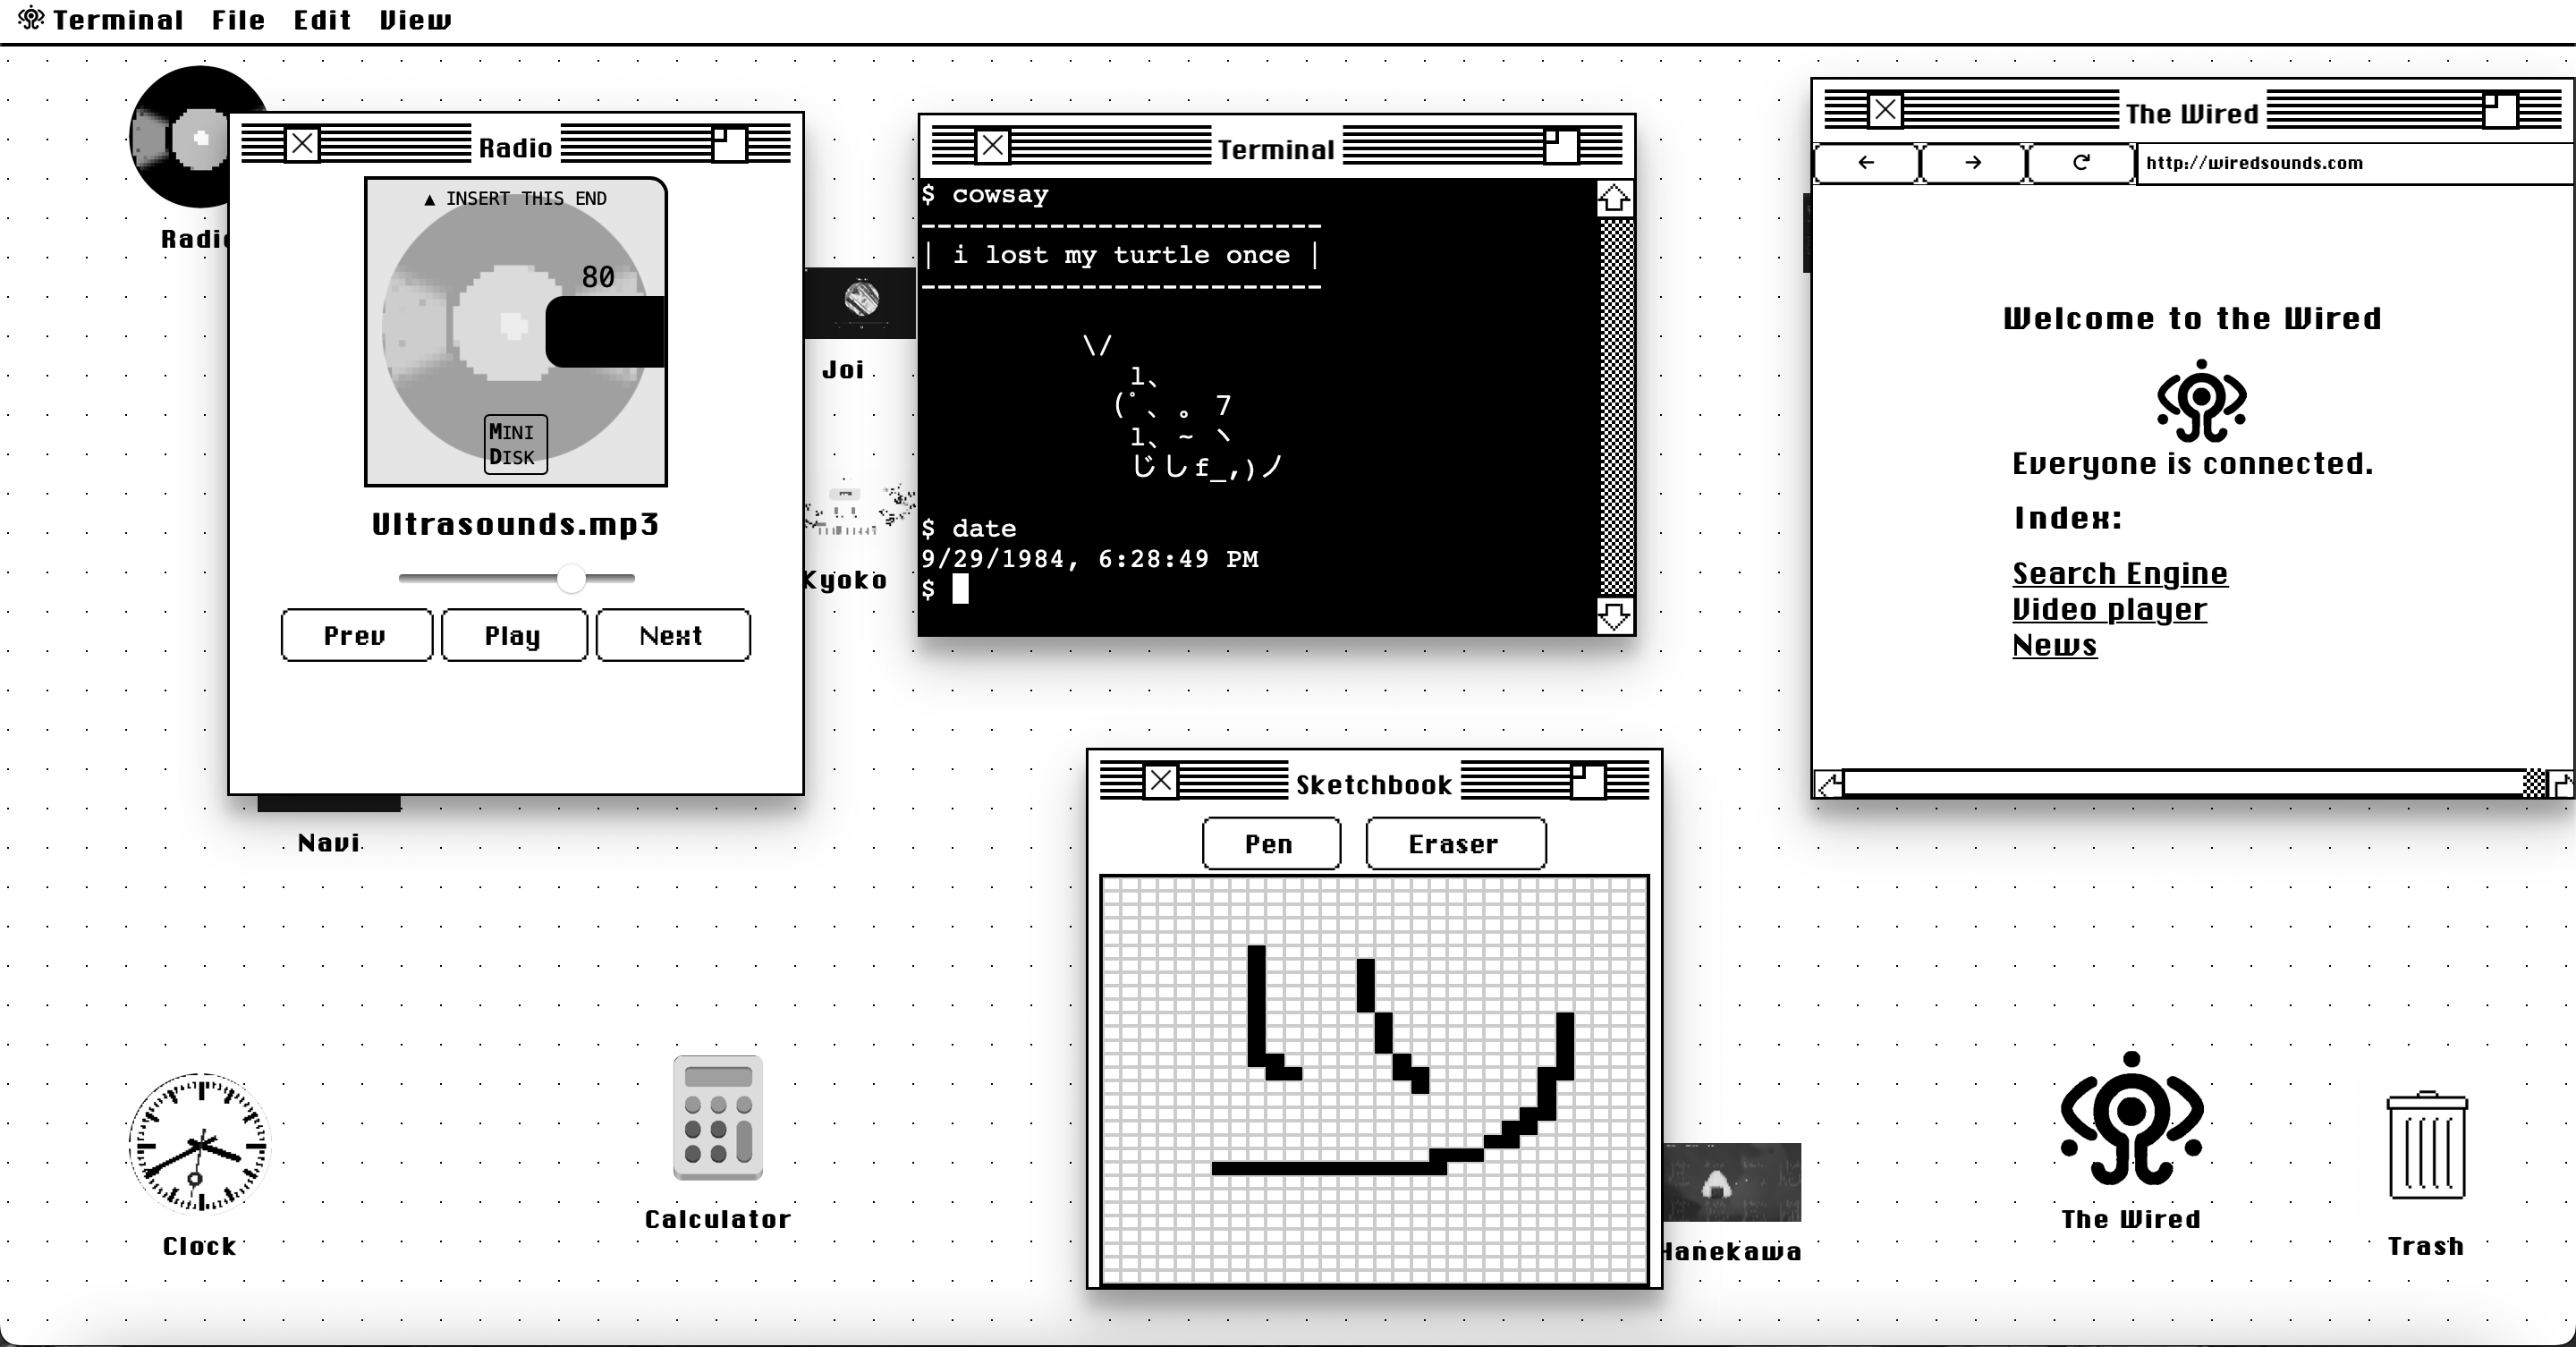 Terminal File Edit View
Radio
▲ INSERT THIS END
80
MINI
DISK
Ultrasounds.mp3
Prev Play Next
Joi
Kyoko
Navi
Terminal
$ cowsay
--------------------------
| i lost my turtle once |
--------------------------
\/
l、
(ﾟ、 。 7
l、~ ヽ
じしf_,)ノ
$ date
9/29/1984, 6:28:49 PM
$
The Wired
← → http://wiredsounds.com
Welcome to the Wired
Everyone is connected.
Index:
Search Engine
Video player
News
Sketchbook
Pen Eraser
Clock
Calculator
Hanekawa
The Wired
Trash